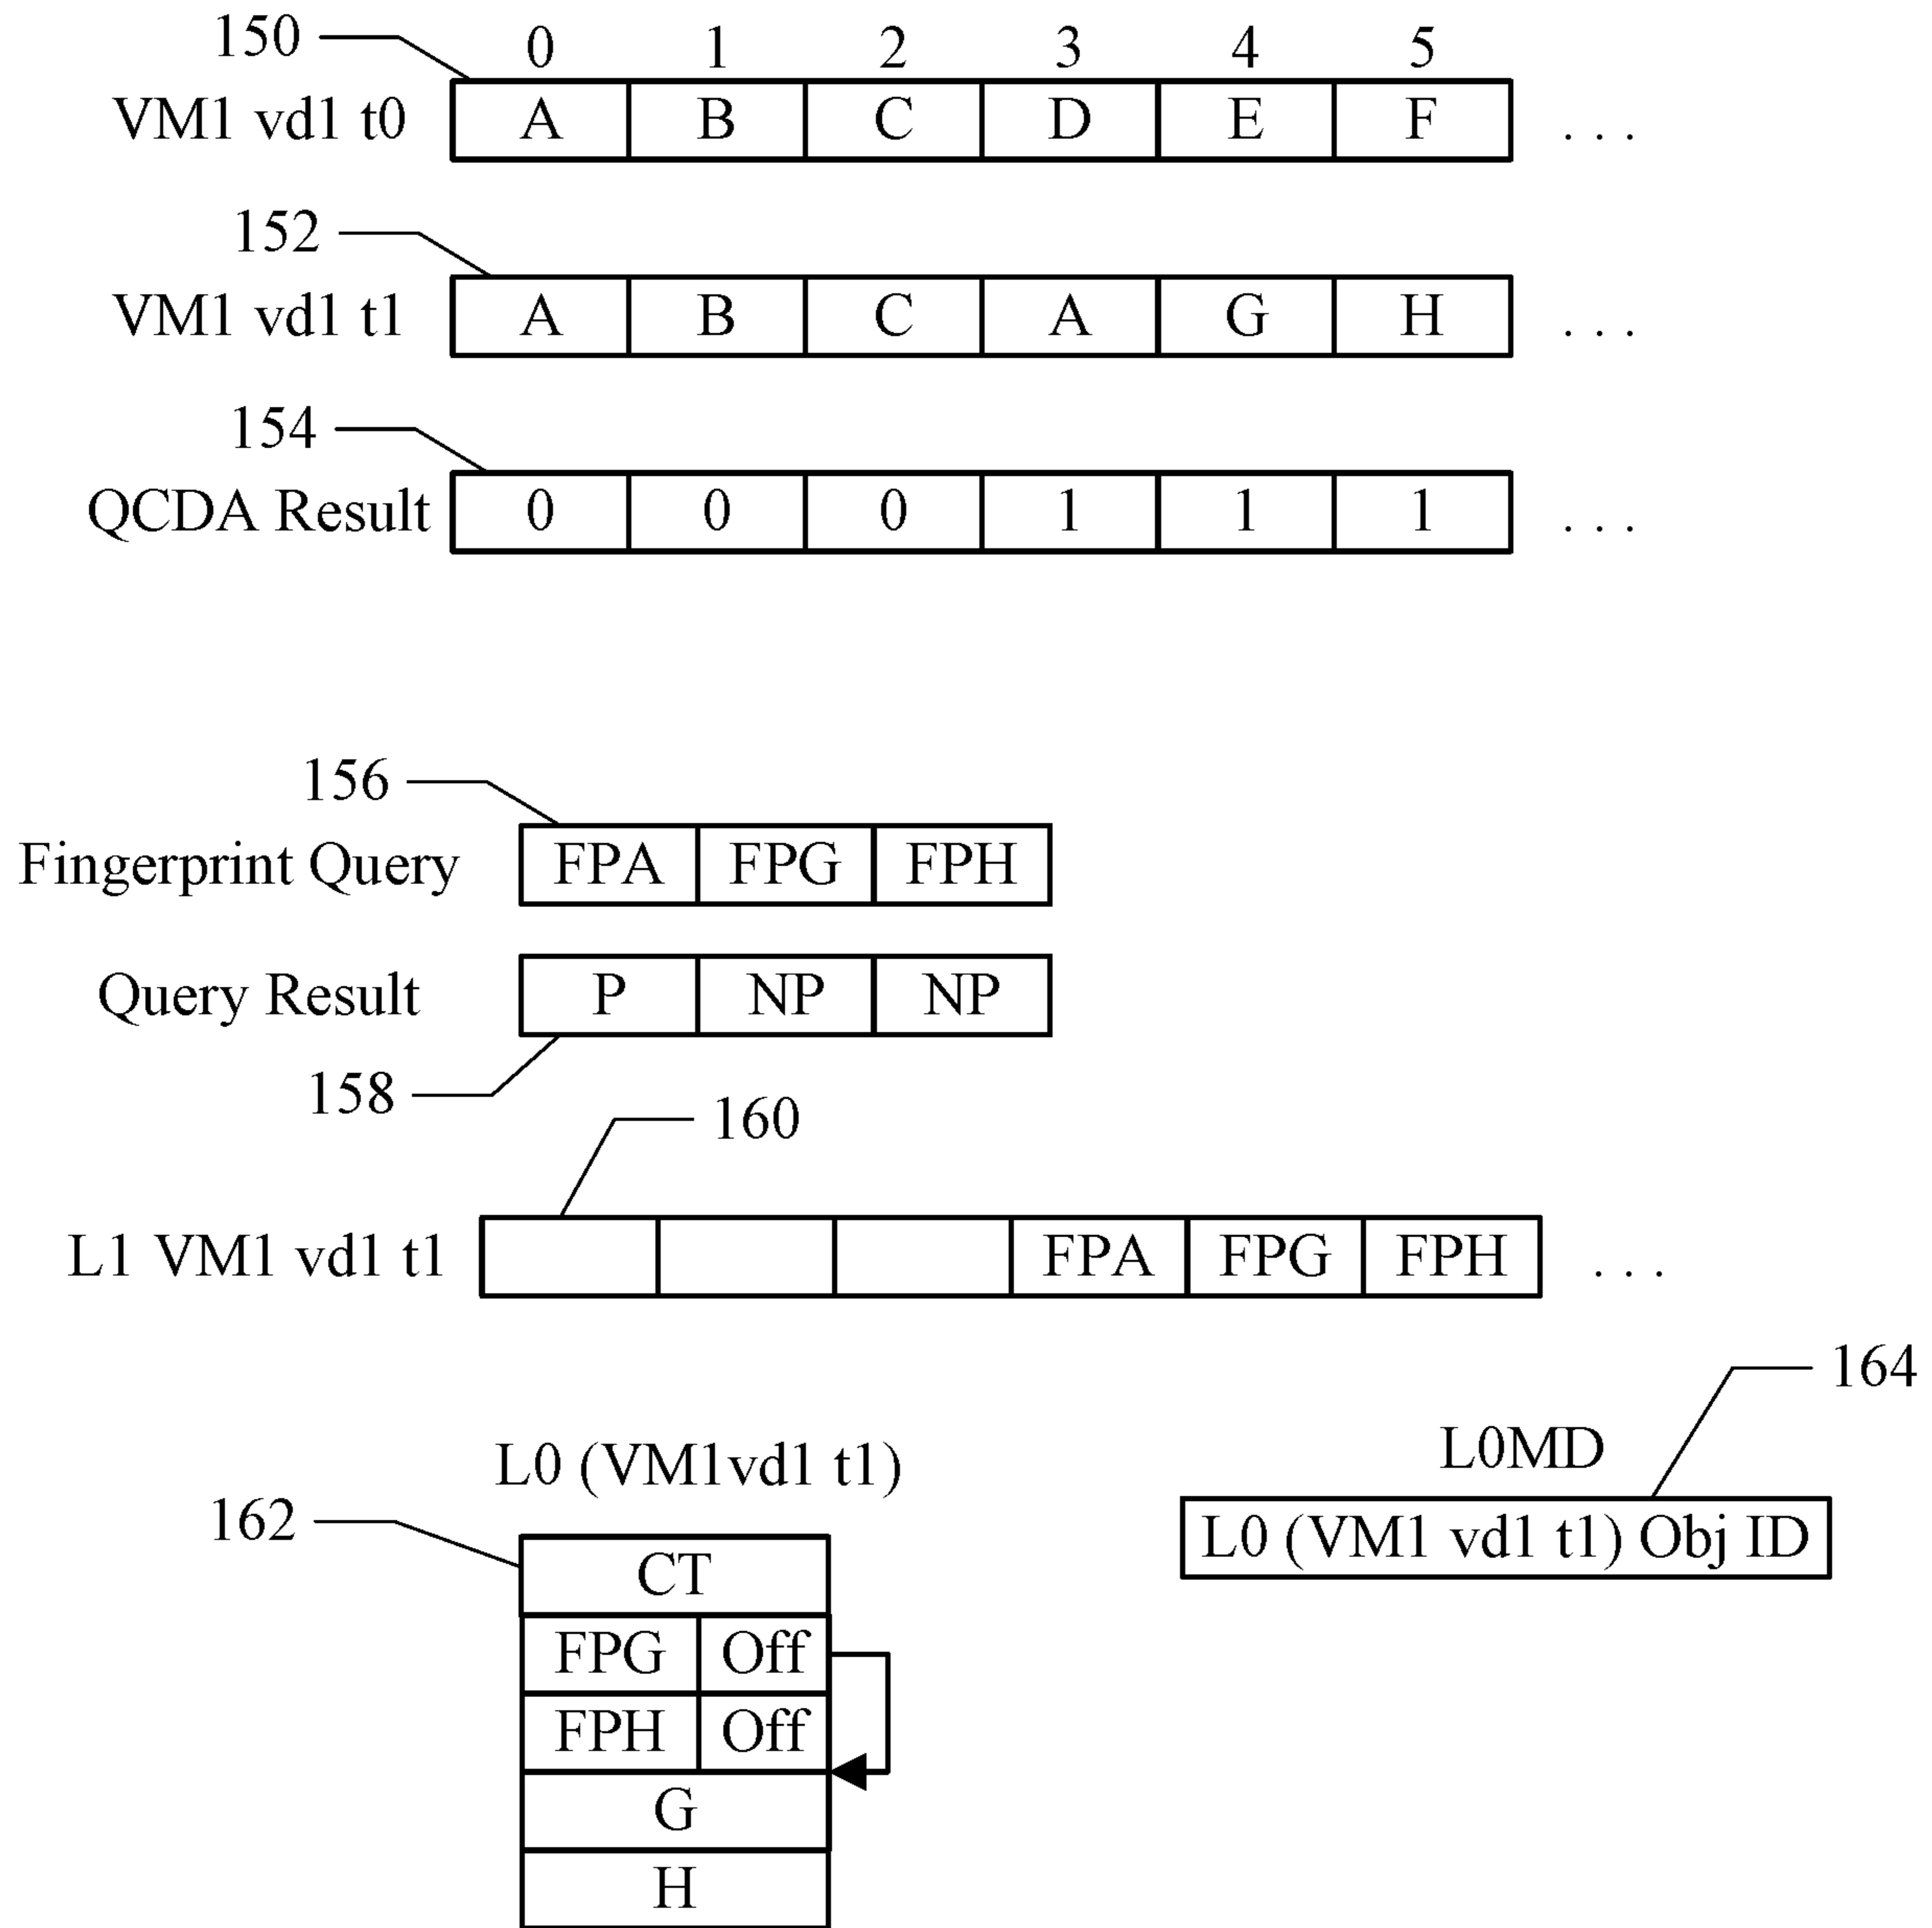 150 0 1 2 3 4 5
VM1 vd1 t0 A B C D E F . . .
152
VM1 vd1 t1 A B C A G H . . .
154
QCDA Result 0 0 0 1 1 1 . . .
156
Fingerprint Query FPA FPG FPH
Query Result P NP NP
158
160
L1 VM1 vd1 t1 FPA FPG FPH . . .
164
L0 (VM1vd1 t1)
L0MD
162
L0 (VM1 vd1 t1) Obj ID
CT
FPG Off
FPH Off
G
H